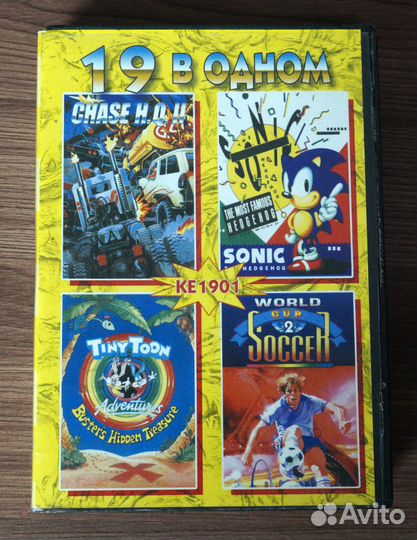 19 В ОДНОМ
CHASE H.Q. II
SONIC
THE MOST FAMOUS
HEDGEHOG
SONIC
HEDGEHOG
KE1901
TINY TOON
Adventures
Buster's Hidden Treasure
WORLD
CUP
2
SOCCER
Avito